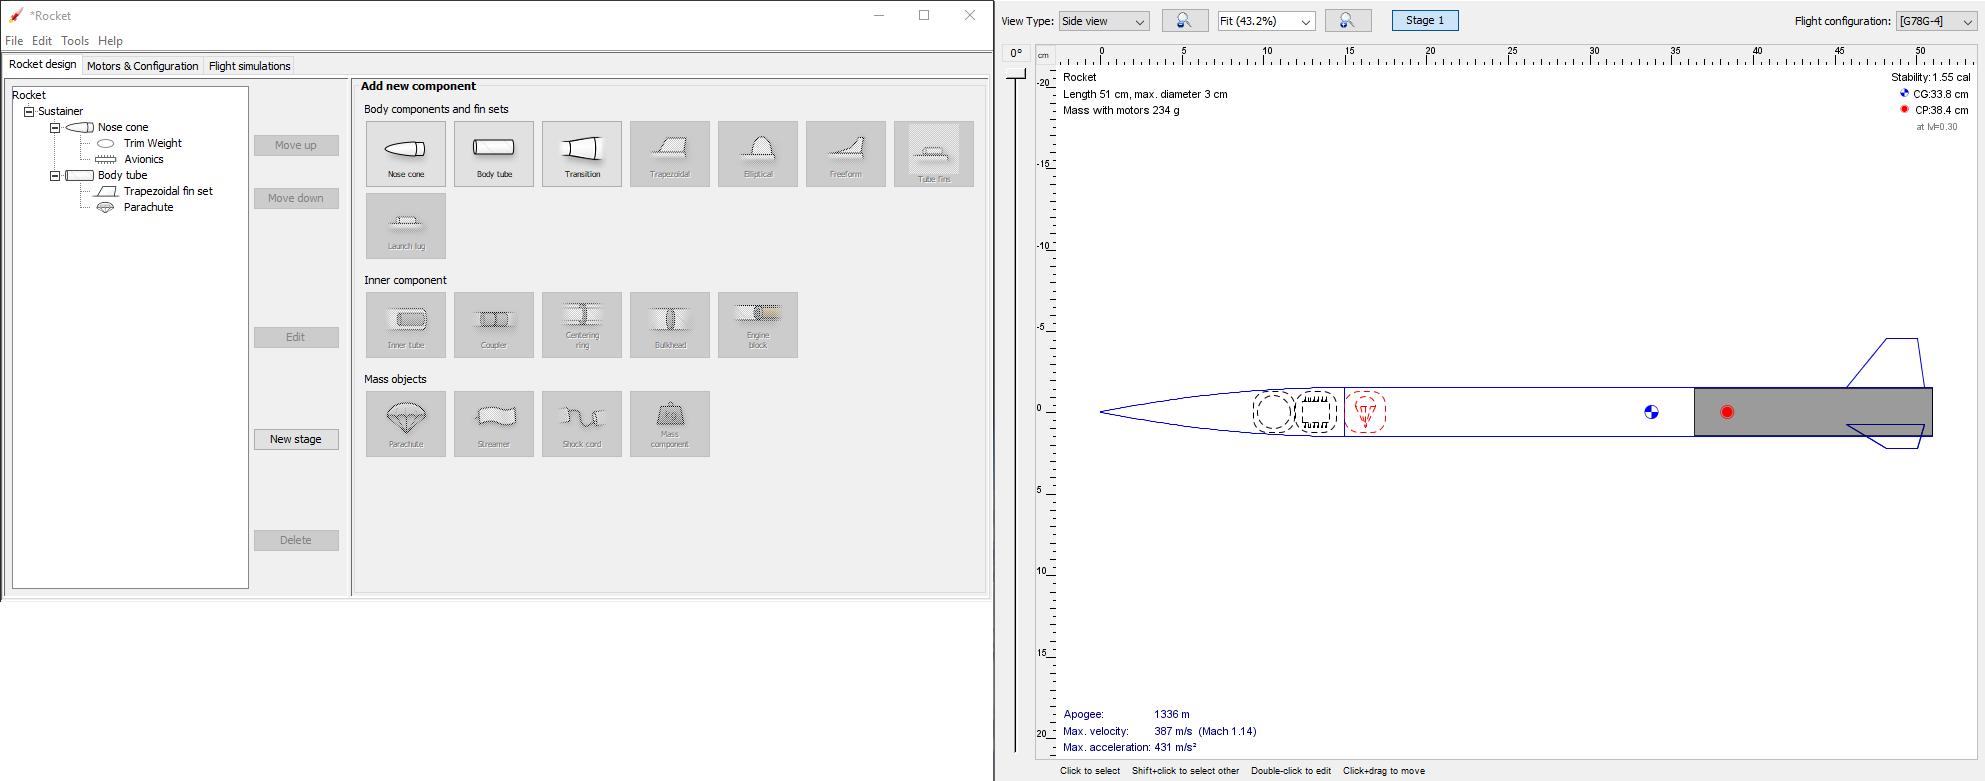 *Rocket
File Edit Tools Help
Rocket design Motors & Configuration Flight simulations
Rocket
Sustainer
Nose cone
Trim Weight
Avionics
Body tube
Trapezoidal fin set
Parachute
Move up
Move down
Edit
New stage
Delete
Add new component
Body components and fin sets
Nose cone Body tube Transition Trapezoidal Elliptical Freeform Tube fins
Launch lug
Inner component
Inner tube Coupler Centering ring Bulkhead Engine block
Mass objects
Parachute Streamer Shock cord Mass component
View Type: Side view Fit (43.2%) Stage 1 Flight configuration: [G78G-4]
0°
cm
0 5 10 15 20 25 30 35 40 45 50
-20
-15
-10
-5
0
5
10
15
20
Rocket
Length 51 cm, max. diameter 3 cm
Mass with motors 234 g
Stability: 1.55 cal
CG:33.8 cm
CP:38.4 cm
at M=0.30
Apogee: 1336 m
Max. velocity: 387 m/s (Mach 1.14)
Max. acceleration: 431 m/s²
Click to select Shift+click to select other Double-click to edit Click+drag to move